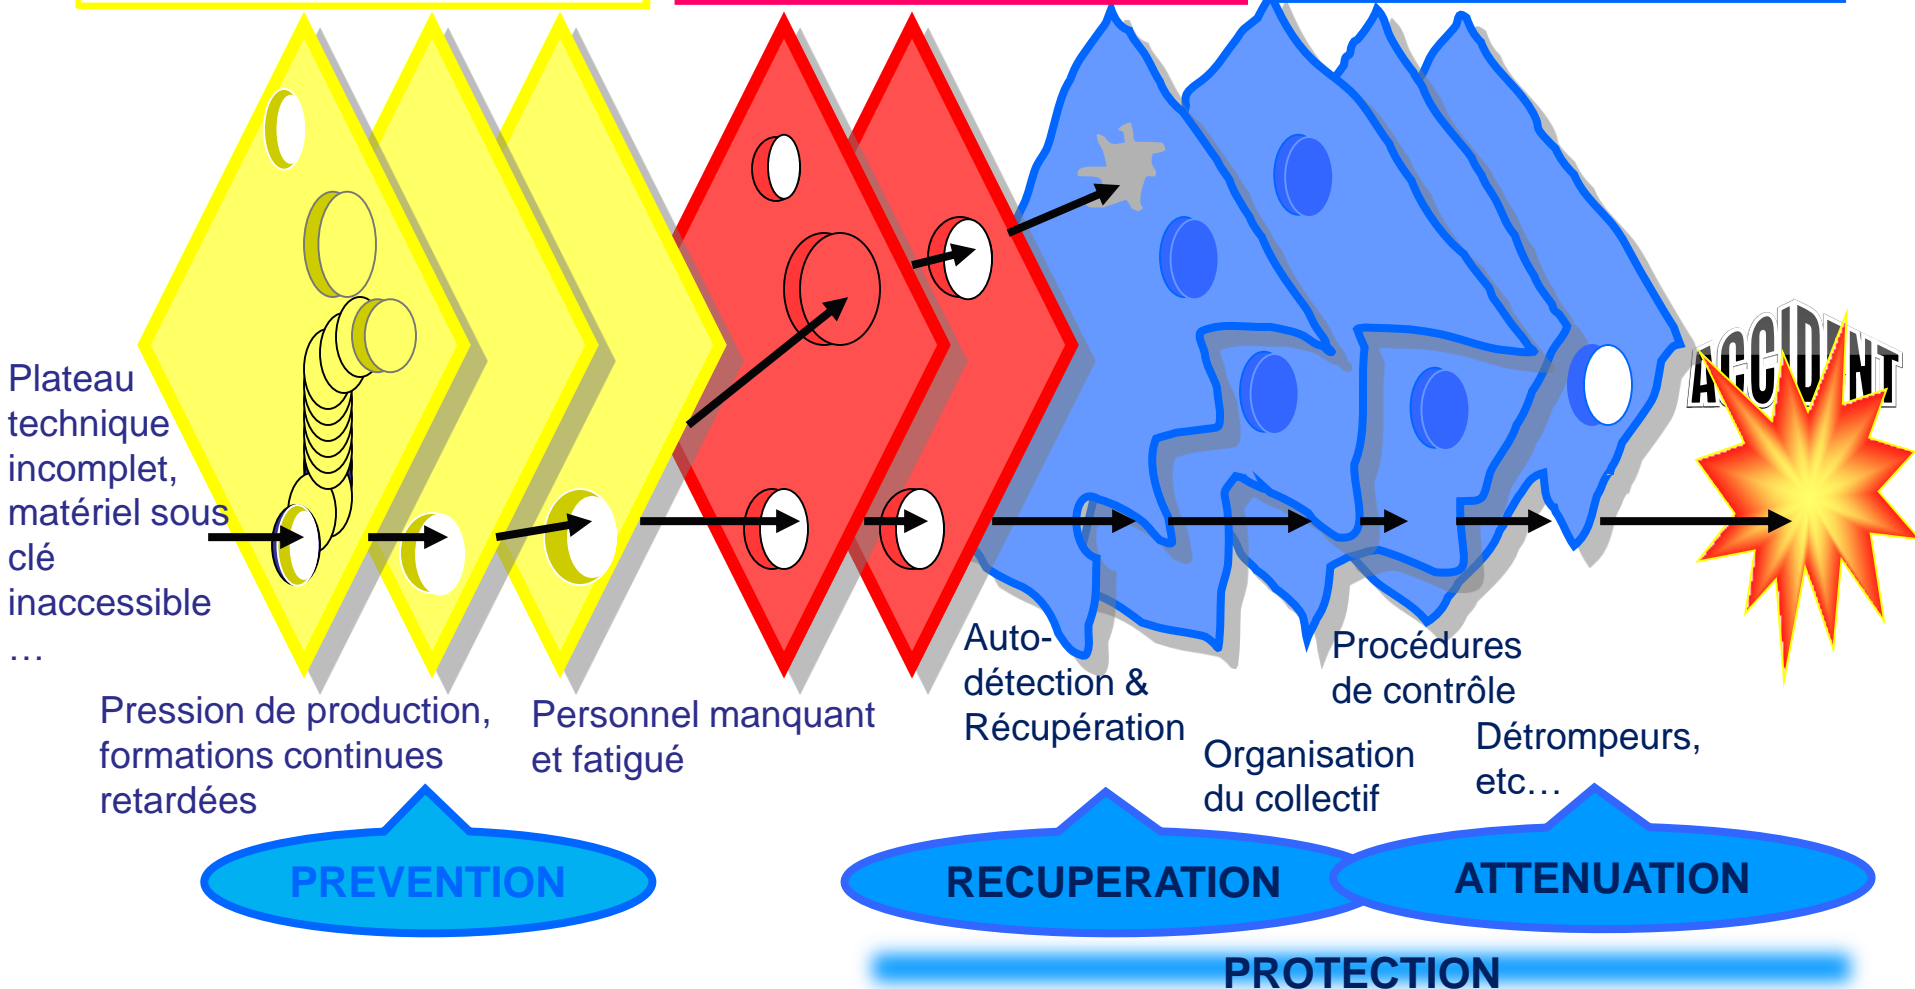 ACCIDENT
Plateau
technique
incomplet,
matériel sous
clé
inaccessible
…
Pression de production,
formations continues
retardées
Personnel manquant
et fatigué
Auto-
détection &
Récupération
Organisation
du collectif
Procédures
de contrôle
Détrompeurs,
etc…
PREVENTION
RECUPERATION
ATTENUATION
PROTECTION